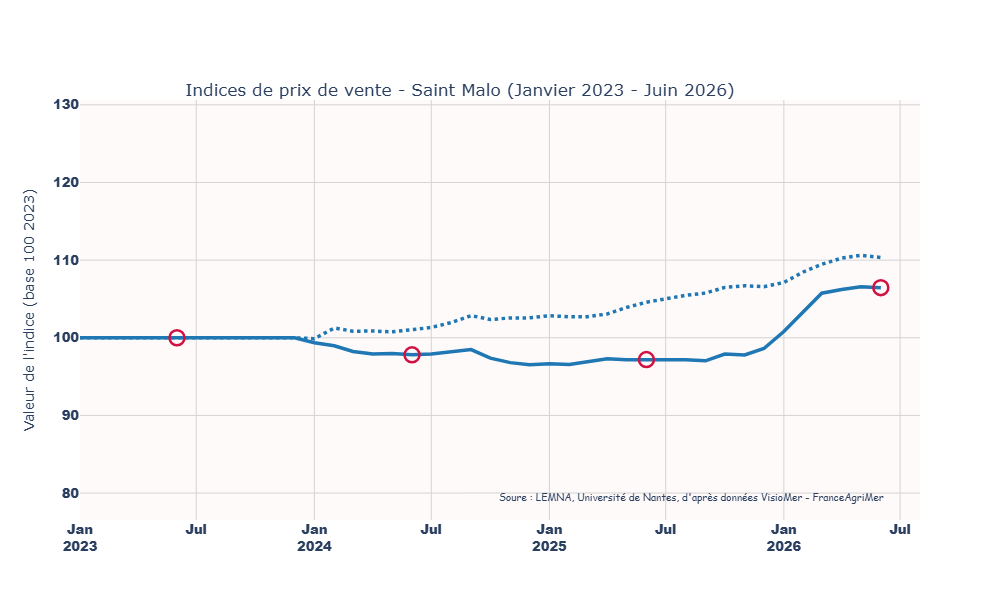 Indices de prix de vente - Saint Malo (Janvier 2023 - Juin 2026)
Valeur de l'indice (base 100 2023)
130
120
110
100
90
80
Soure : LEMNA, Université de Nantes, d'après données VisioMer - FranceAgriMer
Jan Jul Jan Jul Jan Jul Jan Jul
2023 2024 2025 2026